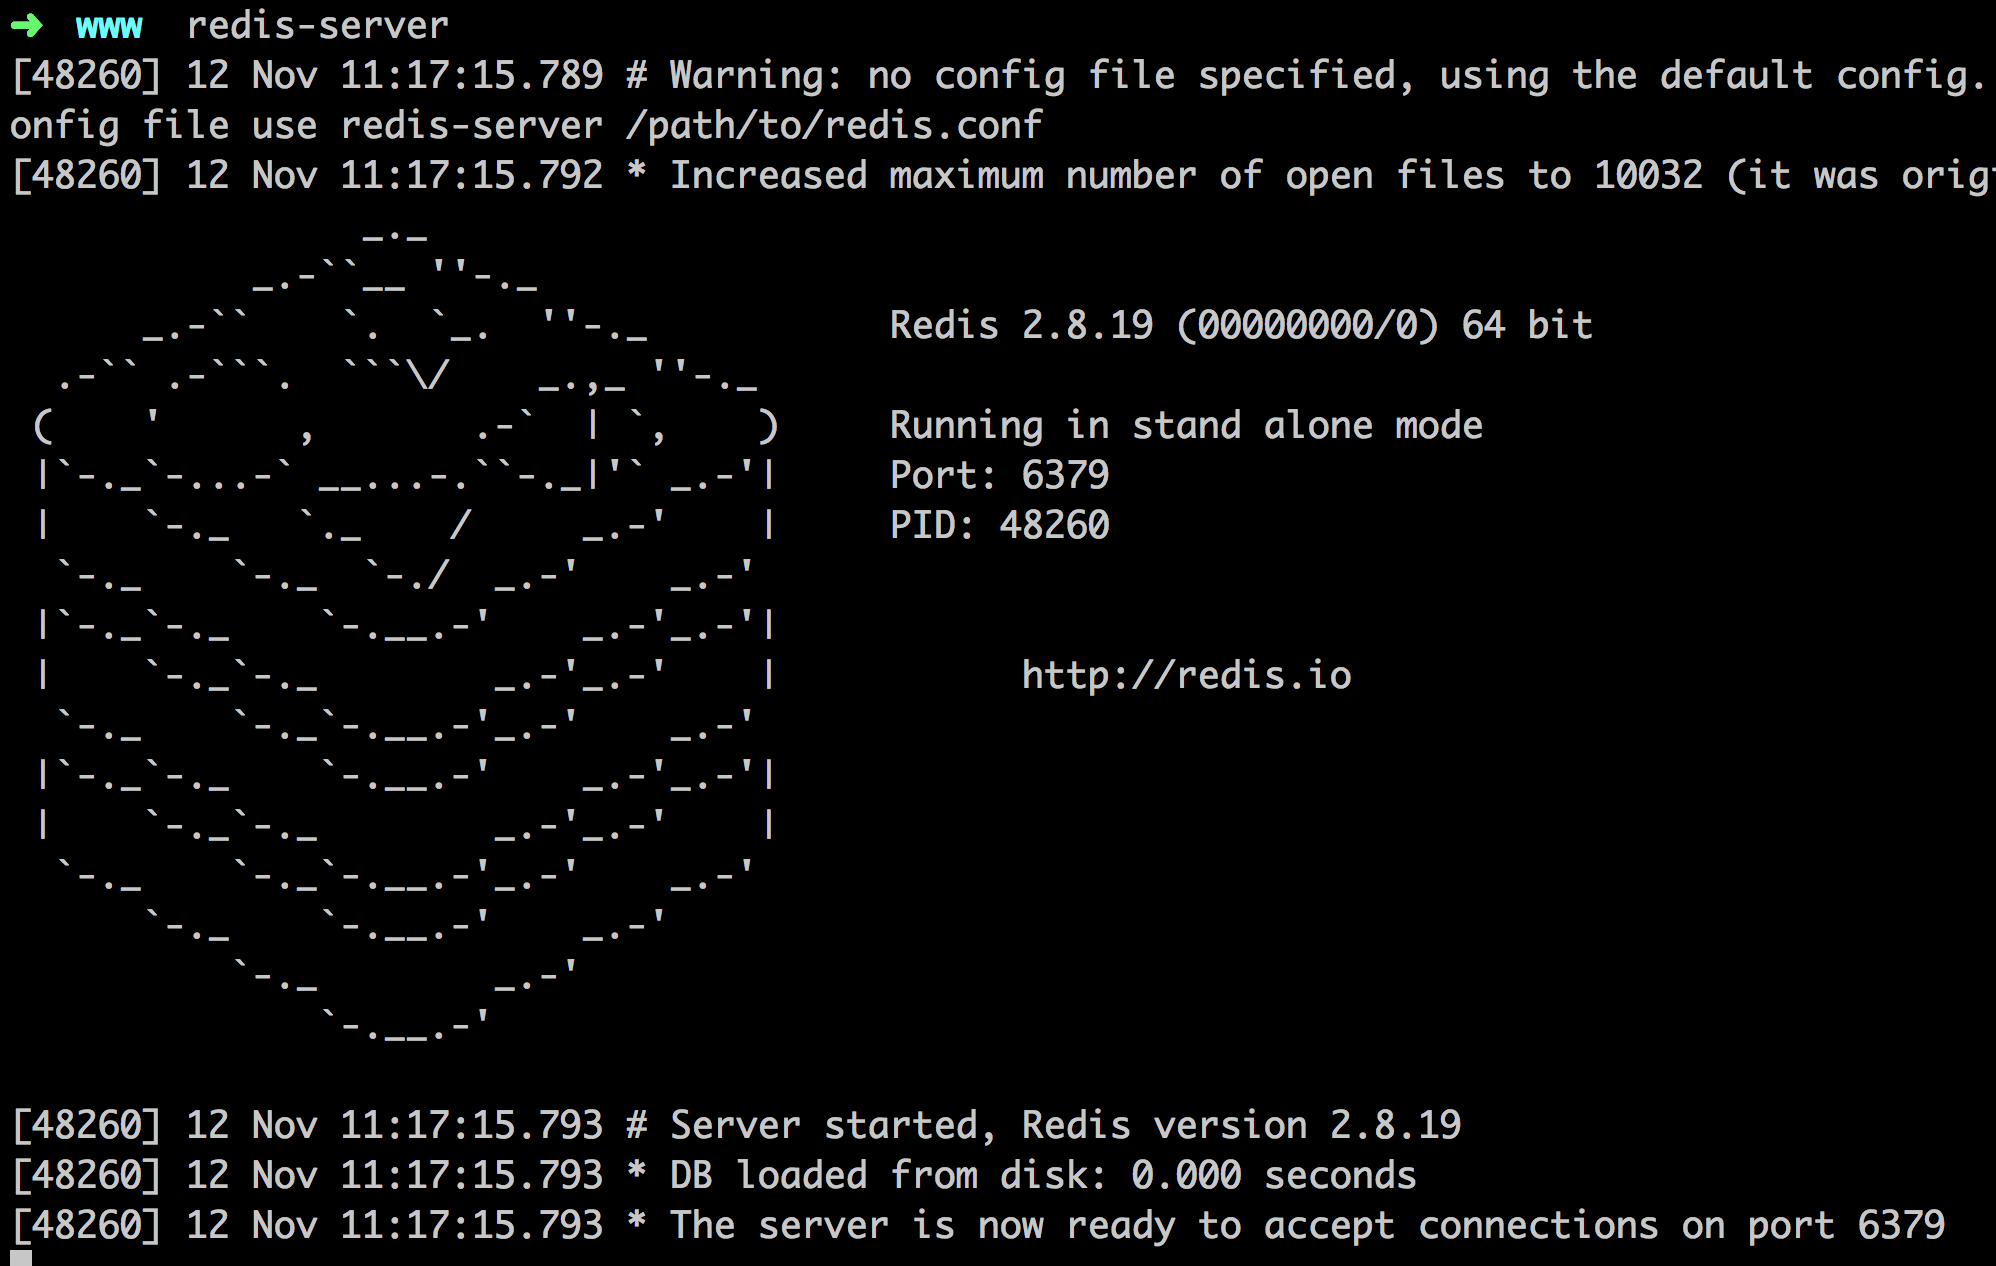 ➜  www  redis-server
[48260] 12 Nov 11:17:15.789 # Warning: no config file specified, using the default config.
onfig file use redis-server /path/to/redis.conf
[48260] 12 Nov 11:17:15.792 * Increased maximum number of open files to 10032 (it was
Redis 2.8.19 (00000000/0) 64 bit
Running in stand alone mode
Port: 6379
PID: 48260
http://redis.io
[48260] 12 Nov 11:17:15.793 # Server started, Redis version 2.8.19
[48260] 12 Nov 11:17:15.793 * DB loaded from disk: 0.000 seconds
[48260] 12 Nov 11:17:15.793 * The server is now ready to accept connections on port 6379